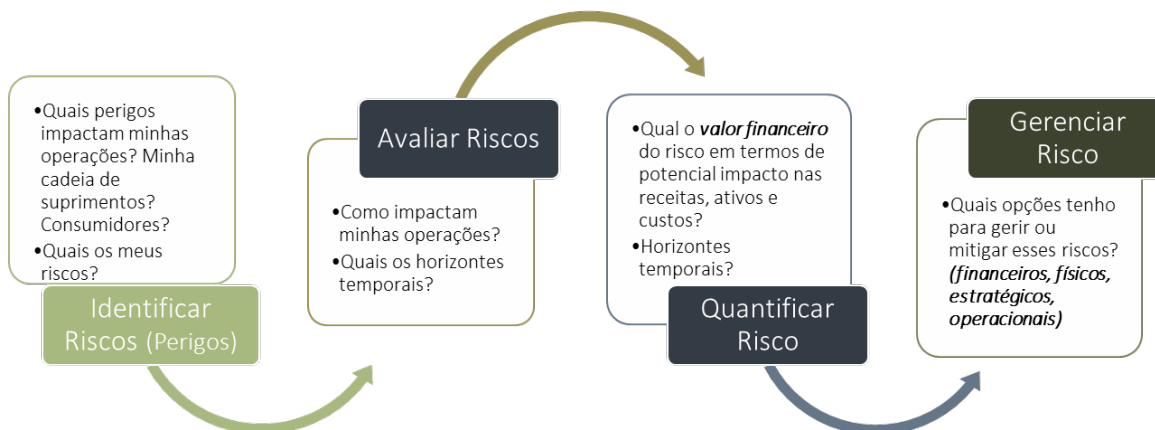 •Quais perigos
impactam minhas
operações? Minha
cadeia de
suprimentos?
Consumidores?
•Quais os meus
riscos?
Identificar
Riscos (Perigos)
Avaliar Riscos
•Como impactam
minhas operações?
•Quais os horizontes
temporais?
•Qual o valor financeiro
do risco em termos de
potencial impacto nas
receitas, ativos e
custos?
•Horizontes
temporais?
Quantificar
Risco
Gerenciar
Risco
•Quais opções tenho
para gerir ou
mitigar esses riscos?
(financeiros, físicos,
estratégicos,
operacionais)